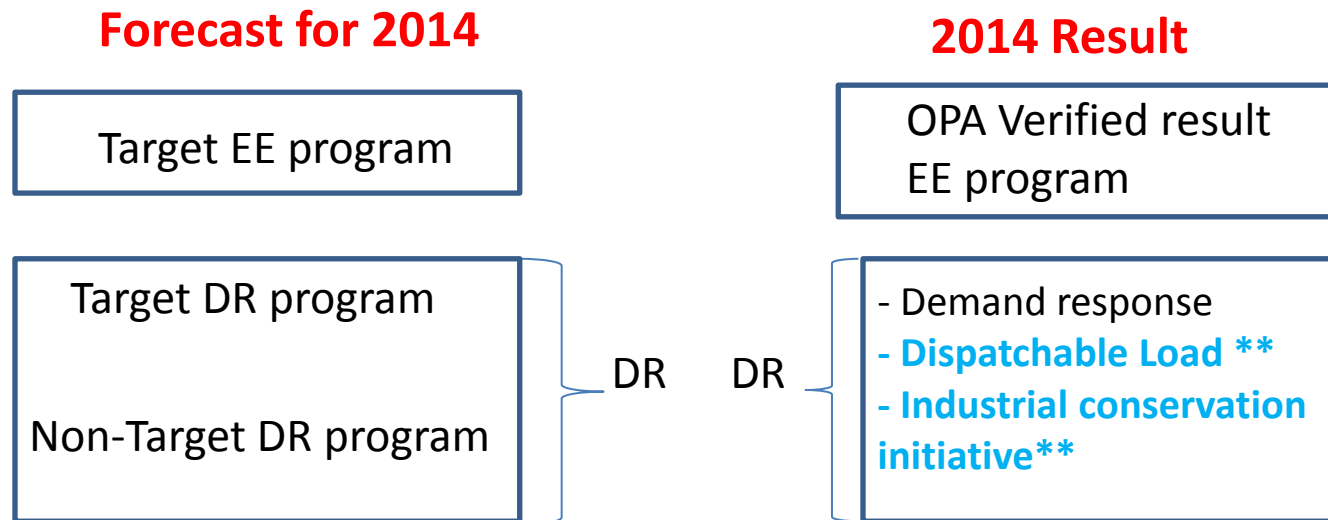 Forecast for 2014
Target EE program
Target DR program
Non-Target DR program
DR
2014 Result
OPA Verified result
EE program
DR
- Demand response
- Dispatchable Load **
- Industrial conservation
initiative**